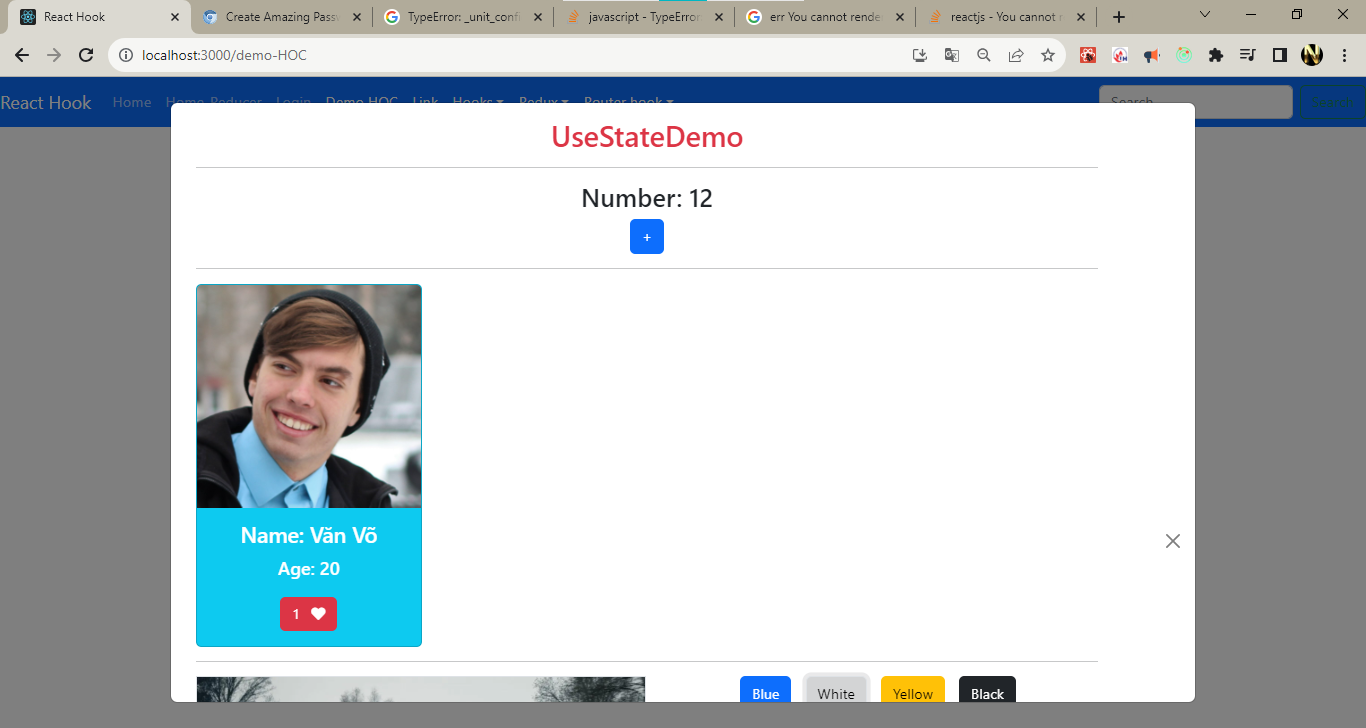 React Hook
Create Amazing Passw
TypeError: _unit_confi
javascript - TypeError
err You cannot render
reactjs - You cannot r
localhost:3000/demo-HOC
React Hook Home Home-Reducer Login Demo HOC Link Hooks Redux Router hook Search Submit
UseStateDemo
Number: 12
+
Name: Văn Võ
Age: 20
1
Blue White Yellow Black